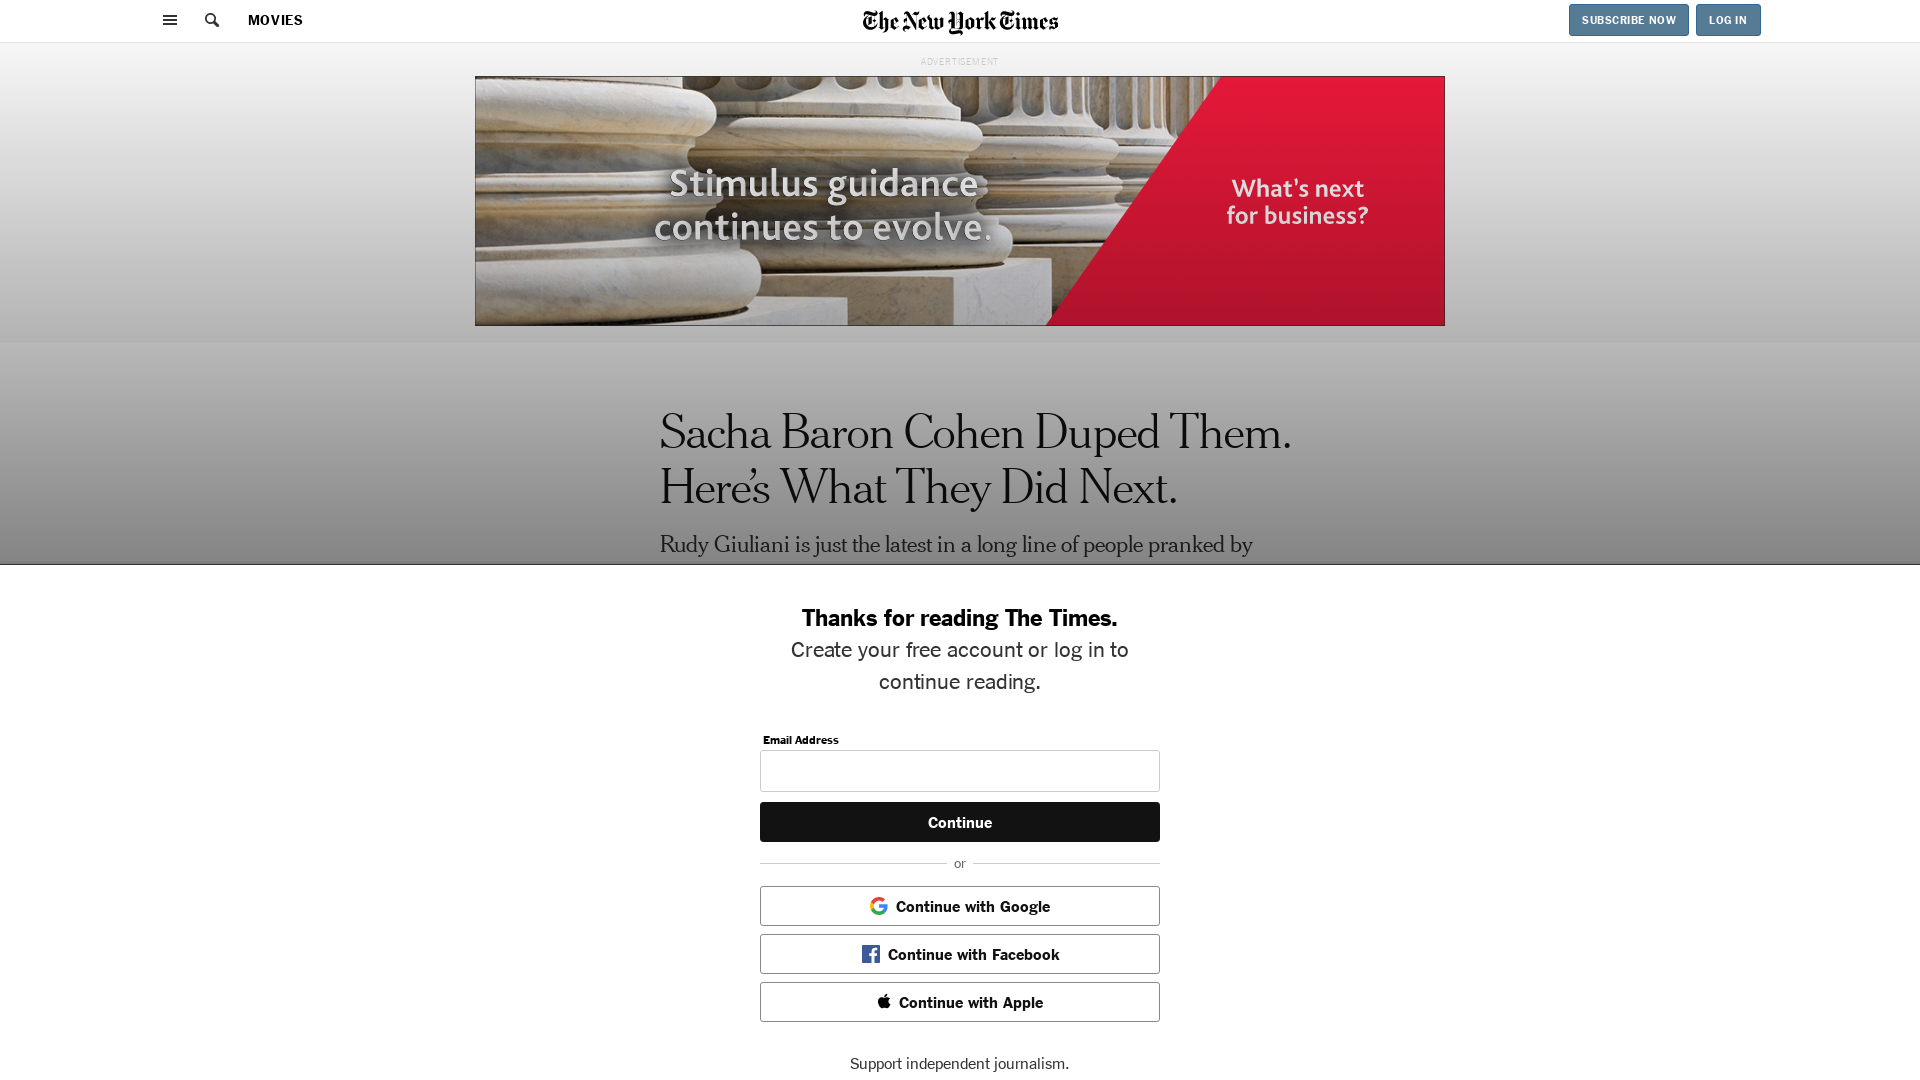 MOVIES
The New York Times
SUBSCRIBE NOW
LOG IN
ADVERTISEMENT
Stimulus guidance
continues to evolve.
What's next
for business?
Sacha Baron Cohen Duped Them.
Here’s What They Did Next.
Rudy Giuliani is just the latest in a long line of people pranked by
Thanks for reading The Times.
Create your free account or log in to
continue reading.
Email Address
Continue
or
Continue with Google
Continue with Facebook
Continue with Apple
Support independent journalism.